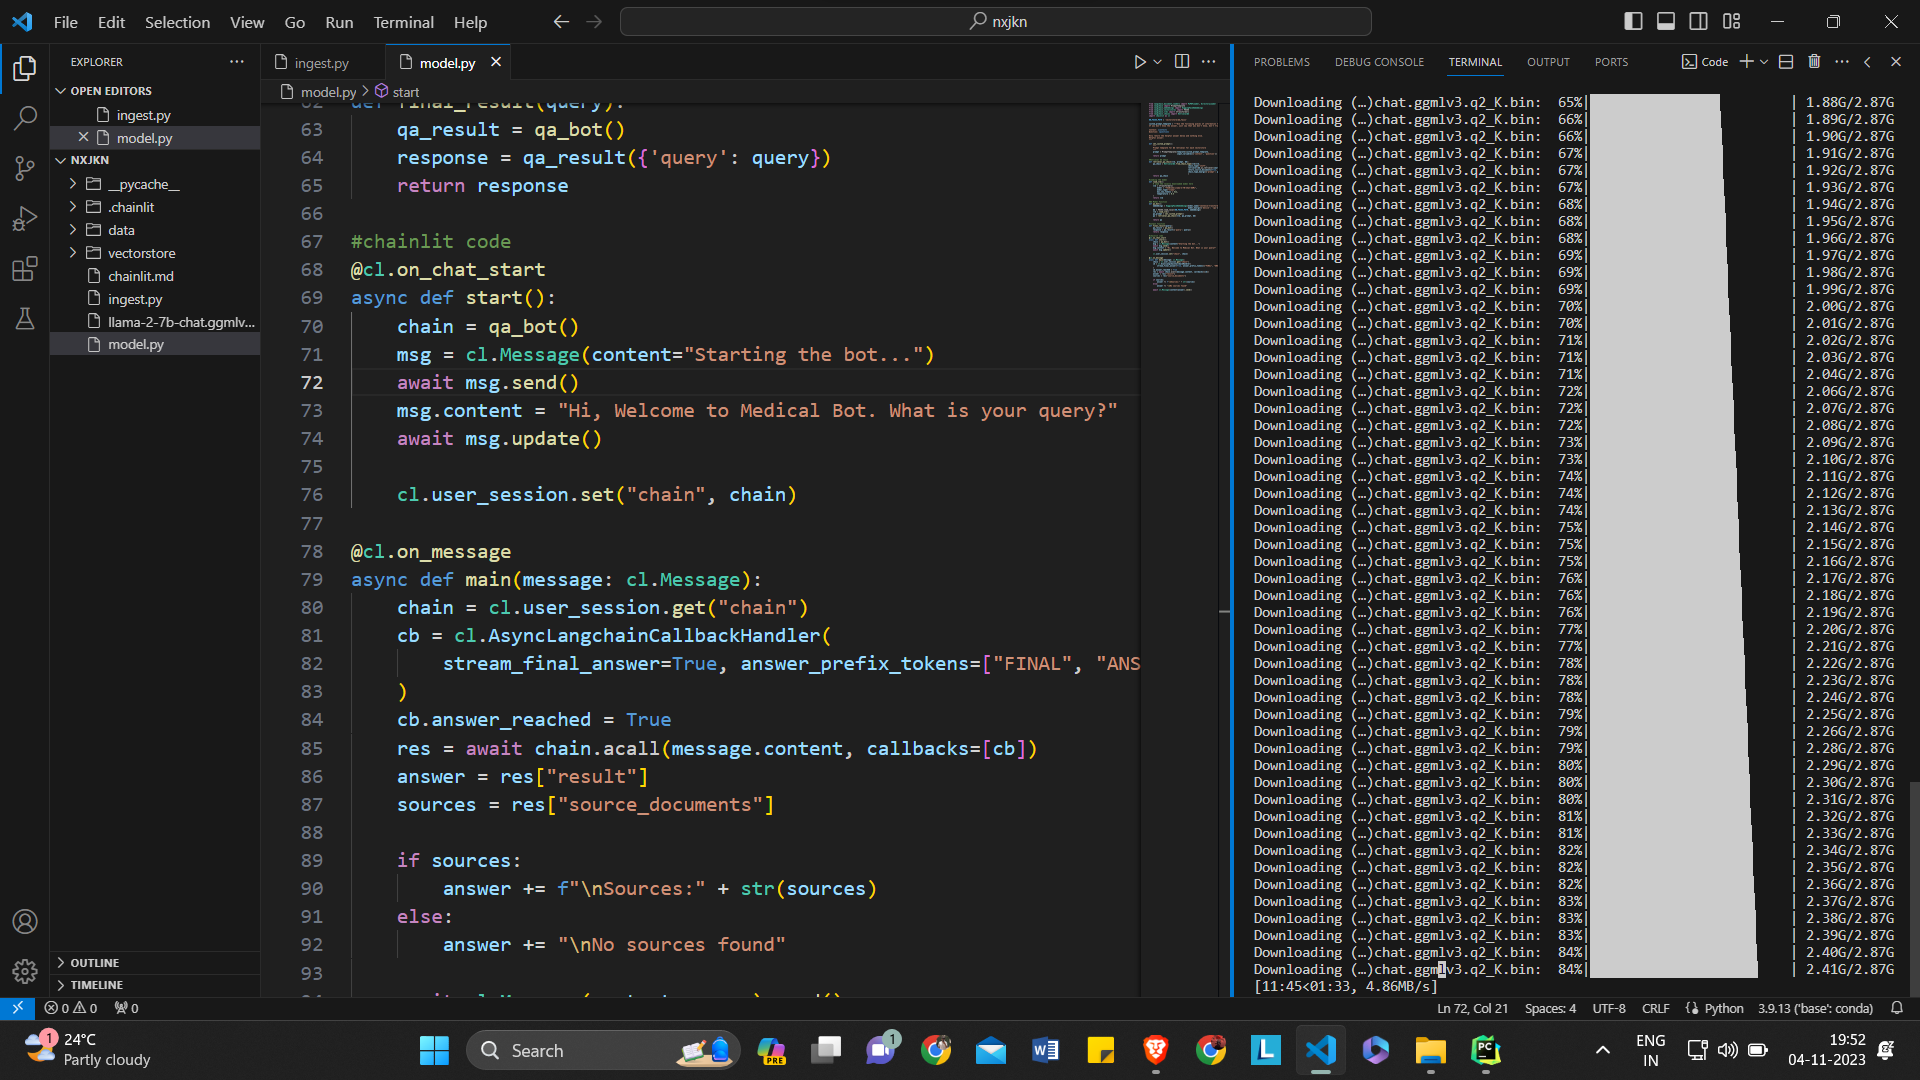 File Edit Selection View Go Run Terminal Help
nxjkn
EXPLORER
OPEN EDITORS
ingest.py
model.py
NXJKN
__pycache__
.chainlit
data
vectorstore
chainlit.md
ingest.py
llama-2-7b-chat.ggmlv...
model.py
OUTLINE
TIMELINE
ingest.py
model.py
model.py > start
62 def final_result(query):
63 qa_result = qa_bot()
64 response = qa_result({'query': query})
65 return response
66
67 #chainlit code
68 @cl.on_chat_start
69 async def start():
70 chain = qa_bot()
71 msg = cl.Message(content="Starting the bot...")
72 await msg.send()
73 msg.content = "Hi, Welcome to Medical Bot. What is your query?"
74 await msg.update()
75
76 cl.user_session.set("chain", chain)
77
78 @cl.on_message
79 async def main(message: cl.Message):
80 chain = cl.user_session.get("chain")
81 cb = cl.AsyncLangchainCallbackHandler(
82 stream_final_answer=True, answer_prefix_tokens=["FINAL", "ANS
83 )
84 cb.answer_reached = True
85 res = await chain.acall(message.content, callbacks=[cb])
86 answer = res["result"]
87 sources = res["source_documents"]
88
89 if sources:
90 answer += f"\nSources:" + str(sources)
91 else:
92 answer += "\nNo sources found"
93
PROBLEMS DEBUG CONSOLE TERMINAL OUTPUT PORTS
Code
Downloading (…)chat.ggmlv3.q2_K.bin: 65%| | 1.88G/2.87G
Downloading (…)chat.ggmlv3.q2_K.bin: 66%| | 1.89G/2.87G
Downloading (…)chat.ggmlv3.q2_K.bin: 66%| | 1.90G/2.87G
Downloading (…)chat.ggmlv3.q2_K.bin: 67%| | 1.91G/2.87G
Downloading (…)chat.ggmlv3.q2_K.bin: 67%| | 1.92G/2.87G
Downloading (…)chat.ggmlv3.q2_K.bin: 67%| | 1.93G/2.87G
Downloading (…)chat.ggmlv3.q2_K.bin: 68%| | 1.94G/2.87G
Downloading (…)chat.ggmlv3.q2_K.bin: 68%| | 1.95G/2.87G
Downloading (…)chat.ggmlv3.q2_K.bin: 68%| | 1.96G/2.87G
Downloading (…)chat.ggmlv3.q2_K.bin: 69%| | 1.97G/2.87G
Downloading (…)chat.ggmlv3.q2_K.bin: 69%| | 1.98G/2.87G
Downloading (…)chat.ggmlv3.q2_K.bin: 69%| | 1.99G/2.87G
Downloading (…)chat.ggmlv3.q2_K.bin: 70%| | 2.00G/2.87G
Downloading (…)chat.ggmlv3.q2_K.bin: 70%| | 2.01G/2.87G
Downloading (…)chat.ggmlv3.q2_K.bin: 71%| | 2.02G/2.87G
Downloading (…)chat.ggmlv3.q2_K.bin: 71%| | 2.03G/2.87G
Downloading (…)chat.ggmlv3.q2_K.bin: 71%| | 2.04G/2.87G
Downloading (…)chat.ggmlv3.q2_K.bin: 72%| | 2.06G/2.87G
Downloading (…)chat.ggmlv3.q2_K.bin: 72%| | 2.07G/2.87G
Downloading (…)chat.ggmlv3.q2_K.bin: 72%| | 2.08G/2.87G
Downloading (…)chat.ggmlv3.q2_K.bin: 73%| | 2.09G/2.87G
Downloading (…)chat.ggmlv3.q2_K.bin: 73%| | 2.10G/2.87G
Downloading (…)chat.ggmlv3.q2_K.bin: 74%| | 2.11G/2.87G
Downloading (…)chat.ggmlv3.q2_K.bin: 74%| | 2.12G/2.87G
Downloading (…)chat.ggmlv3.q2_K.bin: 74%| | 2.13G/2.87G
Downloading (…)chat.ggmlv3.q2_K.bin: 75%| | 2.14G/2.87G
Downloading (…)chat.ggmlv3.q2_K.bin: 75%| | 2.15G/2.87G
Downloading (…)chat.ggmlv3.q2_K.bin: 75%| | 2.16G/2.87G
Downloading (…)chat.ggmlv3.q2_K.bin: 76%| | 2.17G/2.87G
Downloading (…)chat.ggmlv3.q2_K.bin: 76%| | 2.18G/2.87G
Downloading (…)chat.ggmlv3.q2_K.bin: 76%| | 2.19G/2.87G
Downloading (…)chat.ggmlv3.q2_K.bin: 77%| | 2.20G/2.87G
Downloading (…)chat.ggmlv3.q2_K.bin: 77%| | 2.21G/2.87G
Downloading (…)chat.ggmlv3.q2_K.bin: 78%| | 2.22G/2.87G
Downloading (…)chat.ggmlv3.q2_K.bin: 78%| | 2.23G/2.87G
Downloading (…)chat.ggmlv3.q2_K.bin: 78%| | 2.24G/2.87G
Downloading (…)chat.ggmlv3.q2_K.bin: 79%| | 2.25G/2.87G
Downloading (…)chat.ggmlv3.q2_K.bin: 79%| | 2.26G/2.87G
Downloading (…)chat.ggmlv3.q2_K.bin: 79%| | 2.28G/2.87G
Downloading (…)chat.ggmlv3.q2_K.bin: 80%| | 2.29G/2.87G
Downloading (…)chat.ggmlv3.q2_K.bin: 80%| | 2.30G/2.87G
Downloading (…)chat.ggmlv3.q2_K.bin: 80%| | 2.31G/2.87G
Downloading (…)chat.ggmlv3.q2_K.bin: 81%| | 2.32G/2.87G
Downloading (…)chat.ggmlv3.q2_K.bin: 81%| | 2.33G/2.87G
Downloading (…)chat.ggmlv3.q2_K.bin: 82%| | 2.34G/2.87G
Downloading (…)chat.ggmlv3.q2_K.bin: 82%| | 2.35G/2.87G
Downloading (…)chat.ggmlv3.q2_K.bin: 82%| | 2.36G/2.87G
Downloading (…)chat.ggmlv3.q2_K.bin: 83%| | 2.37G/2.87G
Downloading (…)chat.ggmlv3.q2_K.bin: 83%| | 2.38G/2.87G
Downloading (…)chat.ggmlv3.q2_K.bin: 83%| | 2.39G/2.87G
Downloading (…)chat.ggmlv3.q2_K.bin: 84%| | 2.40G/2.87G
Downloading (…)chat.ggmlv3.q2_K.bin: 84%| | 2.41G/2.87G
[11:45<01:33, 4.86MB/s]
0 0 0
Ln 72, Col 21 Spaces: 4 UTF-8 CRLF Python 3.9.13 ('base': conda)
1
24°C
Partly cloudy
Search
PRE
1
ENG
IN
19:52
04-11-2023